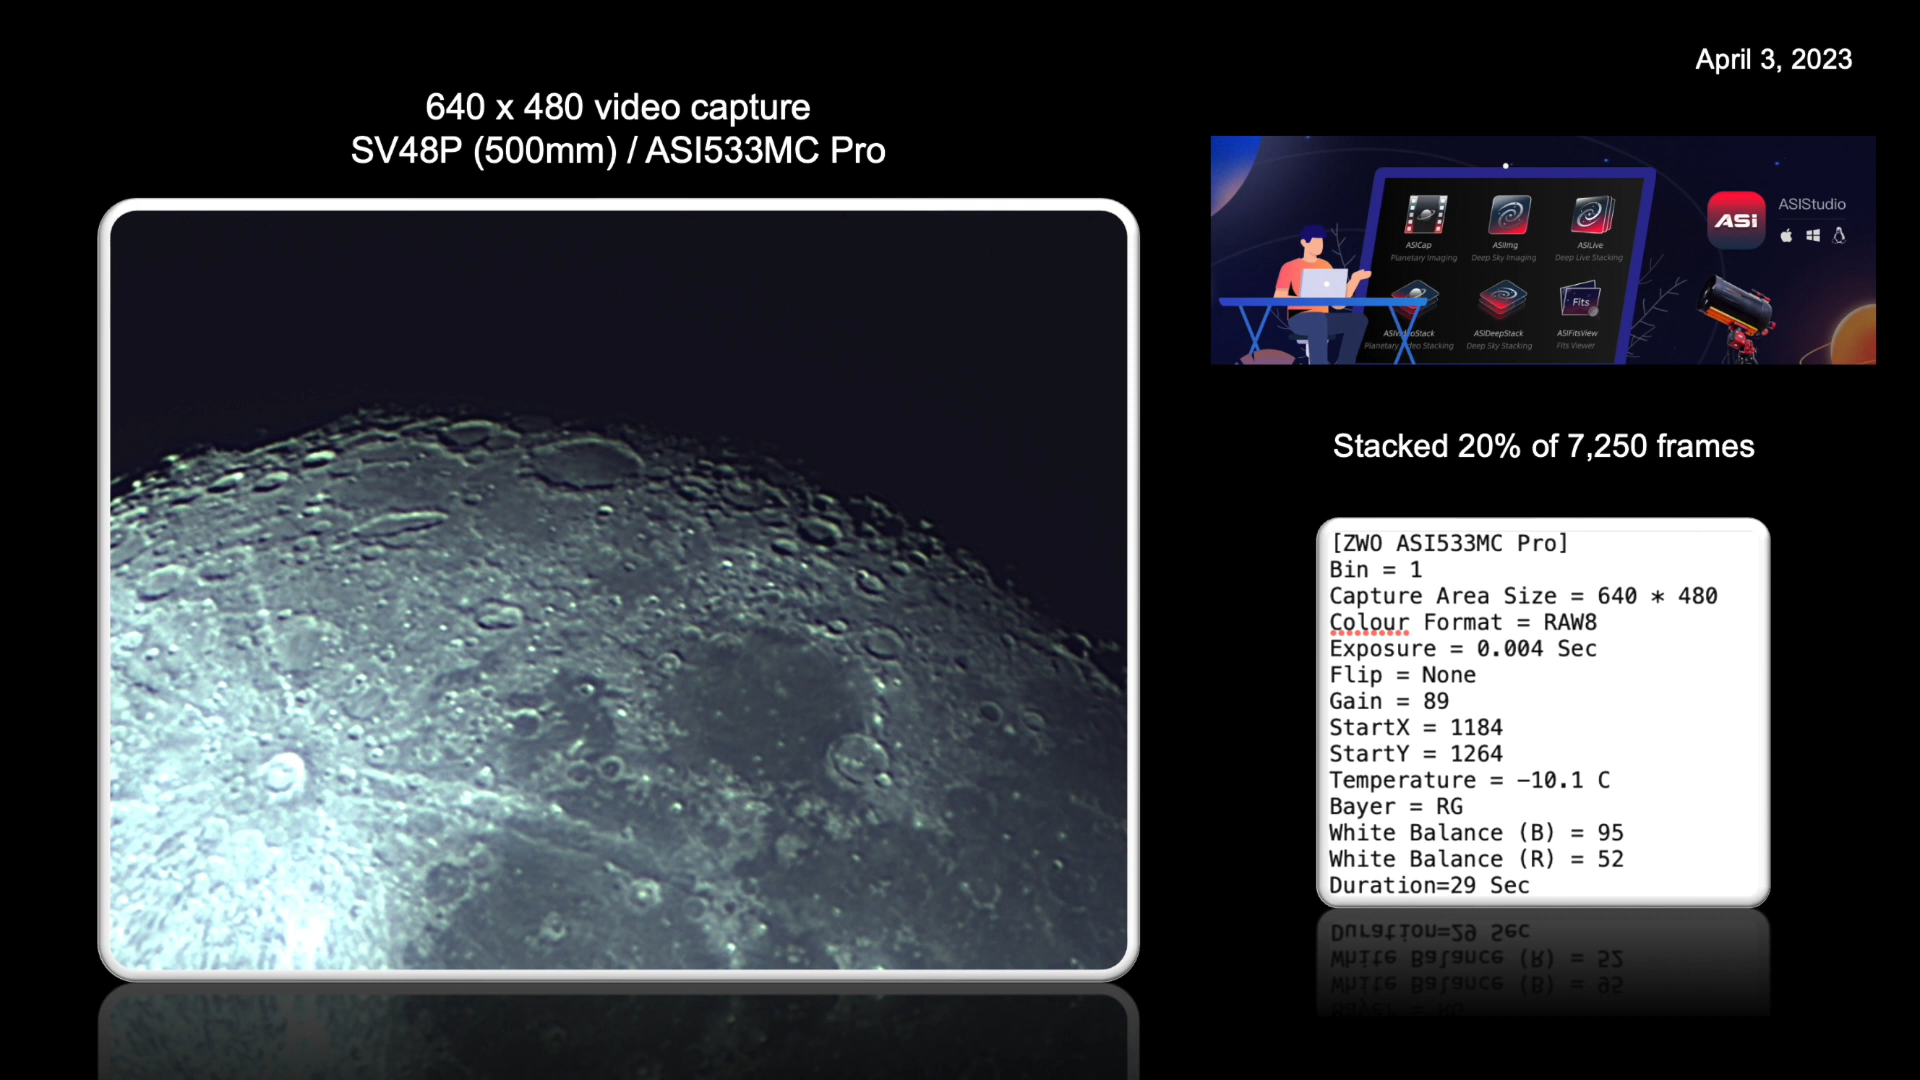 April 3, 2023
640 x 480 video capture
SV48P (500mm) / ASI533MC Pro
ASICap
Planetary Imaging
ASIImg
Deep Sky Imaging
ASILive
Deep Live Stacking
ASIVideoStack
Planetary Video Stacking
ASIDeepStack
Deep Sky Stacking
Fits
ASIFitsView
Fits Viewer
ASi
ASIStudio
Stacked 20% of 7,250 frames
[ZWO ASI533MC Pro]
Bin = 1
Capture Area Size = 640 * 480
Colour Format = RAW8
Exposure = 0.004 Sec
Flip = None
Gain = 89
StartX = 1184
StartY = 1264
Temperature = −10.1 C
Bayer = RG
White Balance (B) = 95
White Balance (R) = 52
Duration=29 Sec